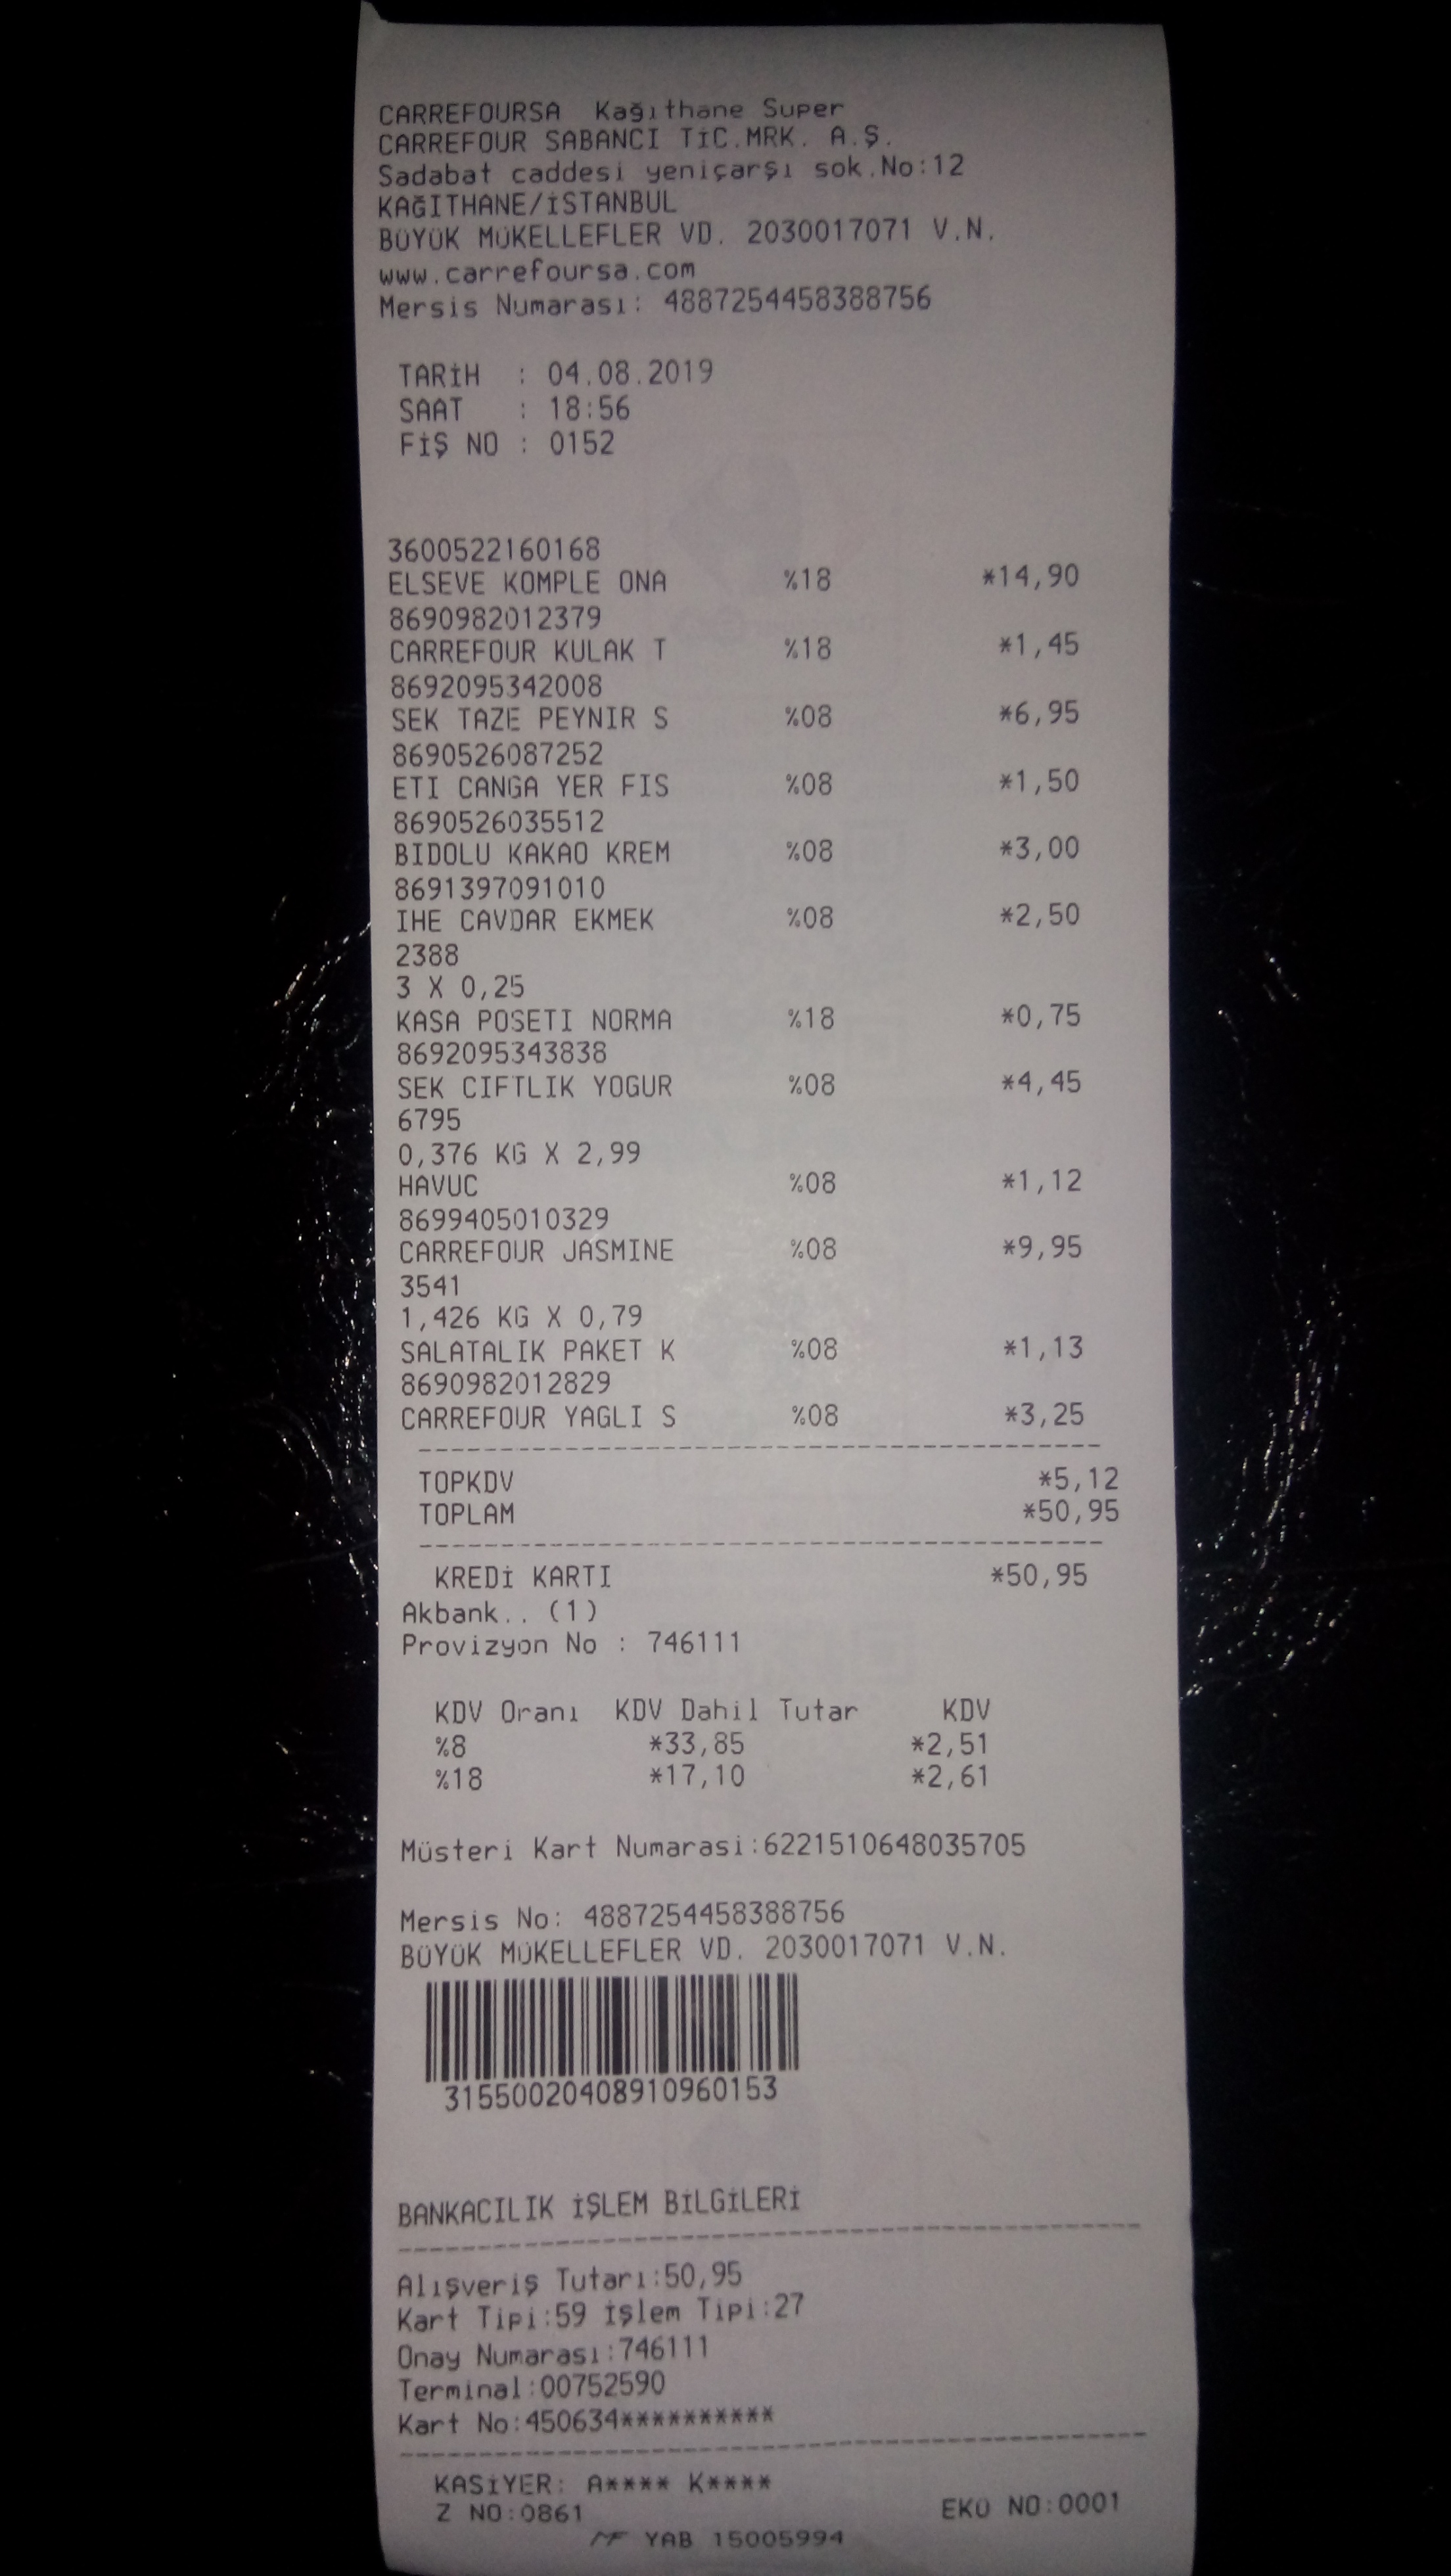 CARREFOURSA Kağıthane Super
CARREFOUR SABANCI TİC.MRK. A.Ş.
Sadabat caddesi yeniçarşı sok.No:12
KAĞITHANE/İSTANBUL
BÜYÜK MÜKELLEFLER VD. 2030017071 V.N.
www.carrefoursa.com
Mersis Numarası: 4887254458388756
TARİH : 04.08.2019
SAAT : 18:56
FİŞ NO : 0152
3600522160168
ELSEVE KOMPLE ONA %18 *14,90
8690982012379
CARREFOUR KULAK T %18 *1,45
8692095342008
SEK TAZE PEYNIR S %08 *6,95
8690526087252
ETI CANGA YER FIS %08 *1,50
8690526035512
BIDOLU KAKAO KREM %08 *3,00
8691397091010
IHE CAVDAR EKMEK %08 *2,50
2388
3 X 0,25
KASA POSETI NORMA %18 *0,75
8692095343838
SEK CIFTLIK YOGUR %08 *4,45
6795
0,376 KG X 2,99
HAVUC %08 *1,12
8699405010329
CARREFOUR JASMINE %08 *9,95
3541
1,426 KG X 0,79
SALATALIK PAKET K %08 *1,13
8690982012829
CARREFOUR YAGLI S %08 *3,25
TOPKDV *5,12
TOPLAM *50,95
KREDİ KARTI *50,95
Akbank.. (1)
Provizyon No : 746111
KDV Oranı KDV Dahil Tutar KDV
%8 *33,85 *2,51
%18 *17,10 *2,61
Müsteri Kart Numarasi:6221510648035705
Mersis No: 4887254458388756
BÜYÜK MÜKELLEFLER VD. 2030017071 V.N.
31550020408910960153
BANKACILIK İŞLEM BİLGİLERİ
Alışveriş Tutarı:50,95
Kart Tipi:59 İşlem Tipi:27
Onay Numarası:746111
Terminal:00752590
Kart No:450634**********
KASİYER: A**** K****
Z NO:0861 EKÜ NO:0001
MF YAB 15005994